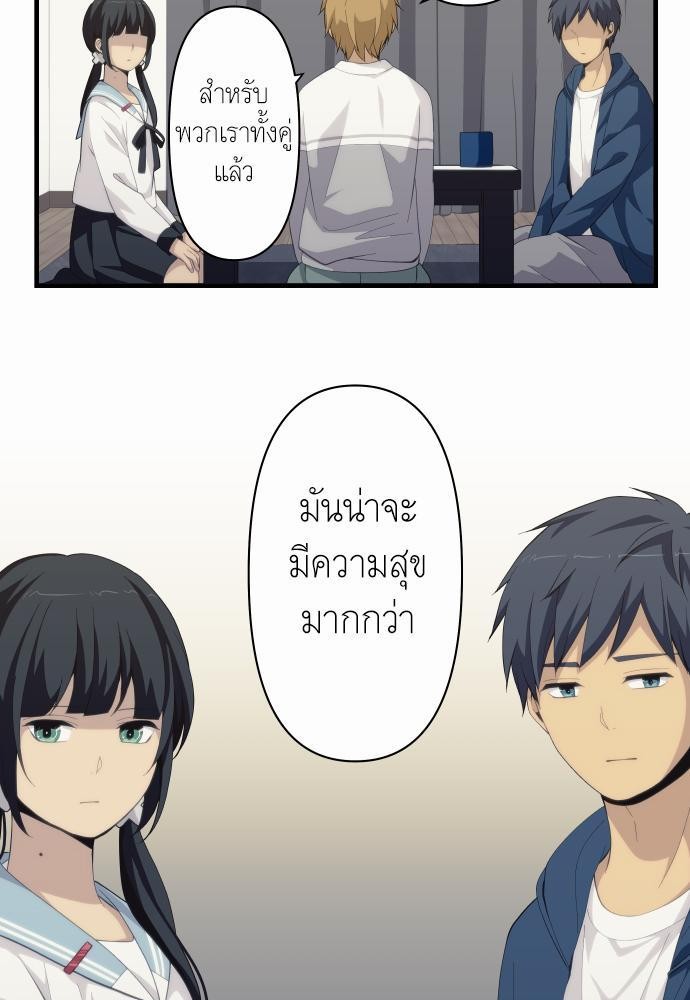 สำหรับ
พวกเราทั้งคู่
แล้ว
มันน่าจะ
มีความสุข
มากกว่า